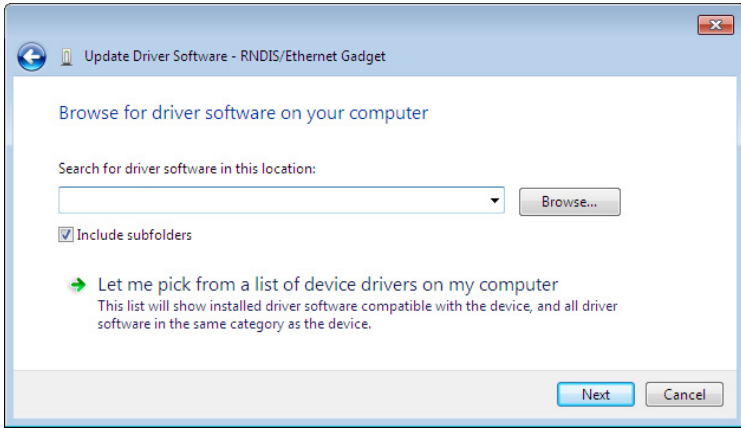 Update Driver Software - RNDIS/Ethernet Gadget
Browse for driver software on your computer
Search for driver software in this location:
Browse...
Include subfolders
Let me pick from a list of device drivers on my computer
This list will show installed driver software compatible with the device, and all driver
software in the same category as the device.
Next
Cancel